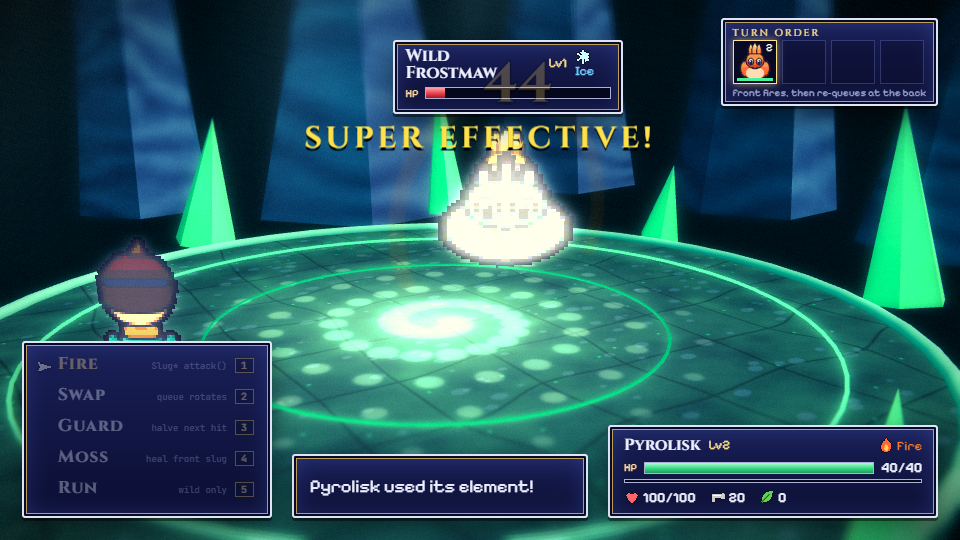 WILD
FROSTMAW
Lv1
Ice
HP
44
TURN ORDER
2
front fires, then re-queues at the back
SUPER EFFECTIVE!
FIRE Slug* attack() 1
SWAP queue rotates 2
GUARD halve next hit 3
MOSS heal front slug 4
RUN wild only 5
Pyrolisk used its element!
PYROLISK Lv2 Fire
HP 40/40
100/100 20 0